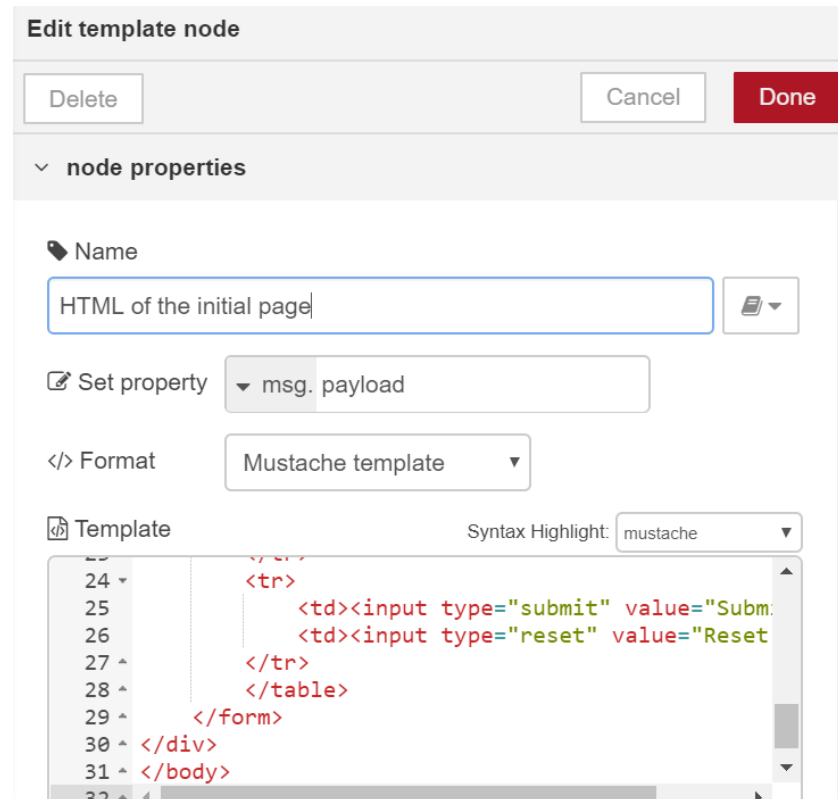 Edit template node
Delete Cancel Done
node properties
Name
HTML of the initial page
Set property msg. payload
</> Format Mustache template
Template Syntax Highlight: mustache
24 <tr>
25 <td><input type="submit" value="Subm
26 <td><input type="reset" value="Reset
27 </tr>
28 </table>
29 </form>
30 </div>
31 </body>